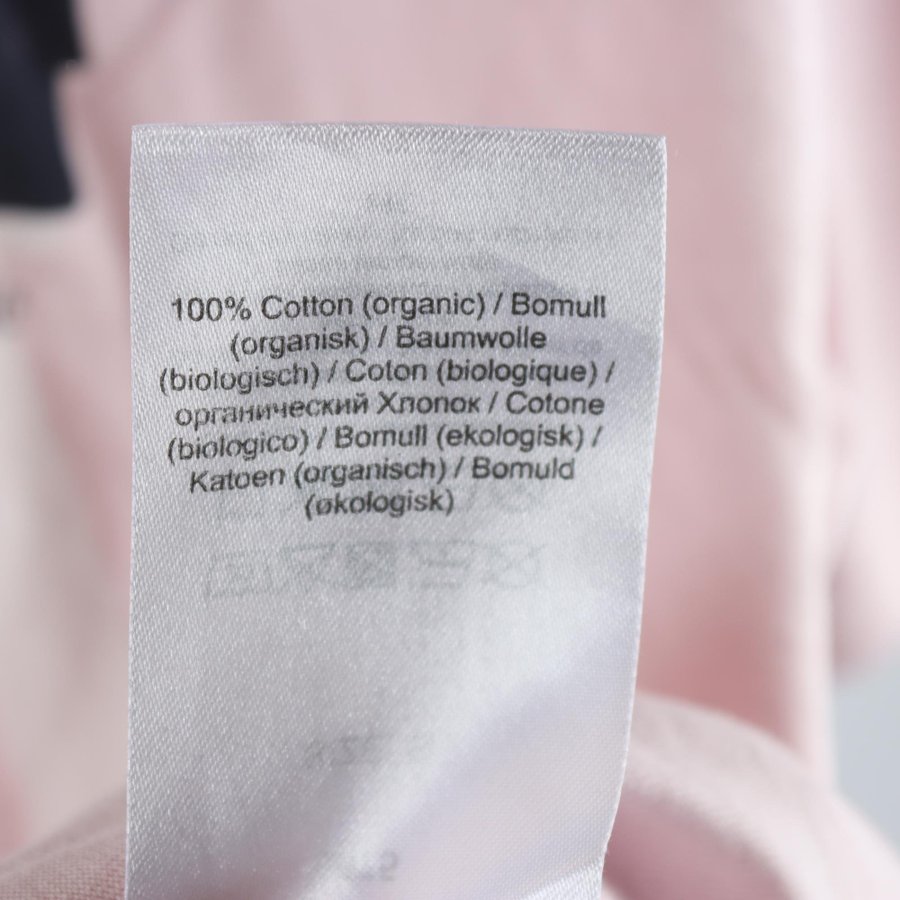 100% Cotton (organic) / Bomull
(organisk) / Baumwolle
(biologisch) / Coton (biologique) /
органический Хлопок / Cotone
(biologico) / Bomull (ekologisk) /
Katoen (organisch) / Bomuld
(økologisk)